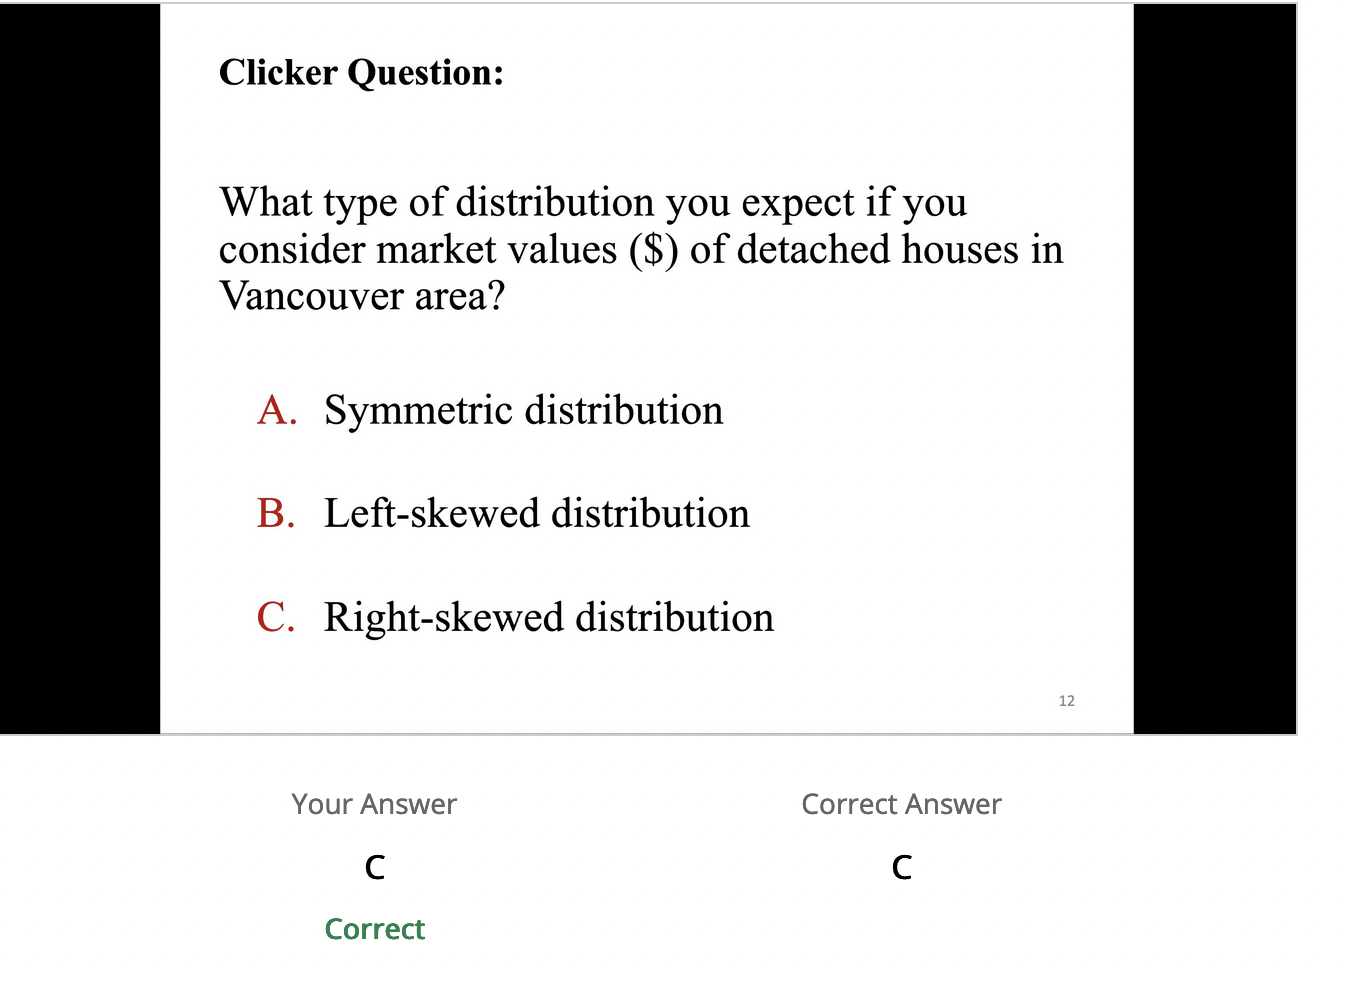 Clicker Question:
What type of distribution you expect if you
consider market values ($) of detached houses in
Vancouver area?
A. Symmetric distribution
B. Left-skewed distribution
C. Right-skewed distribution
12
Your Answer
Correct Answer
C
C
Correct